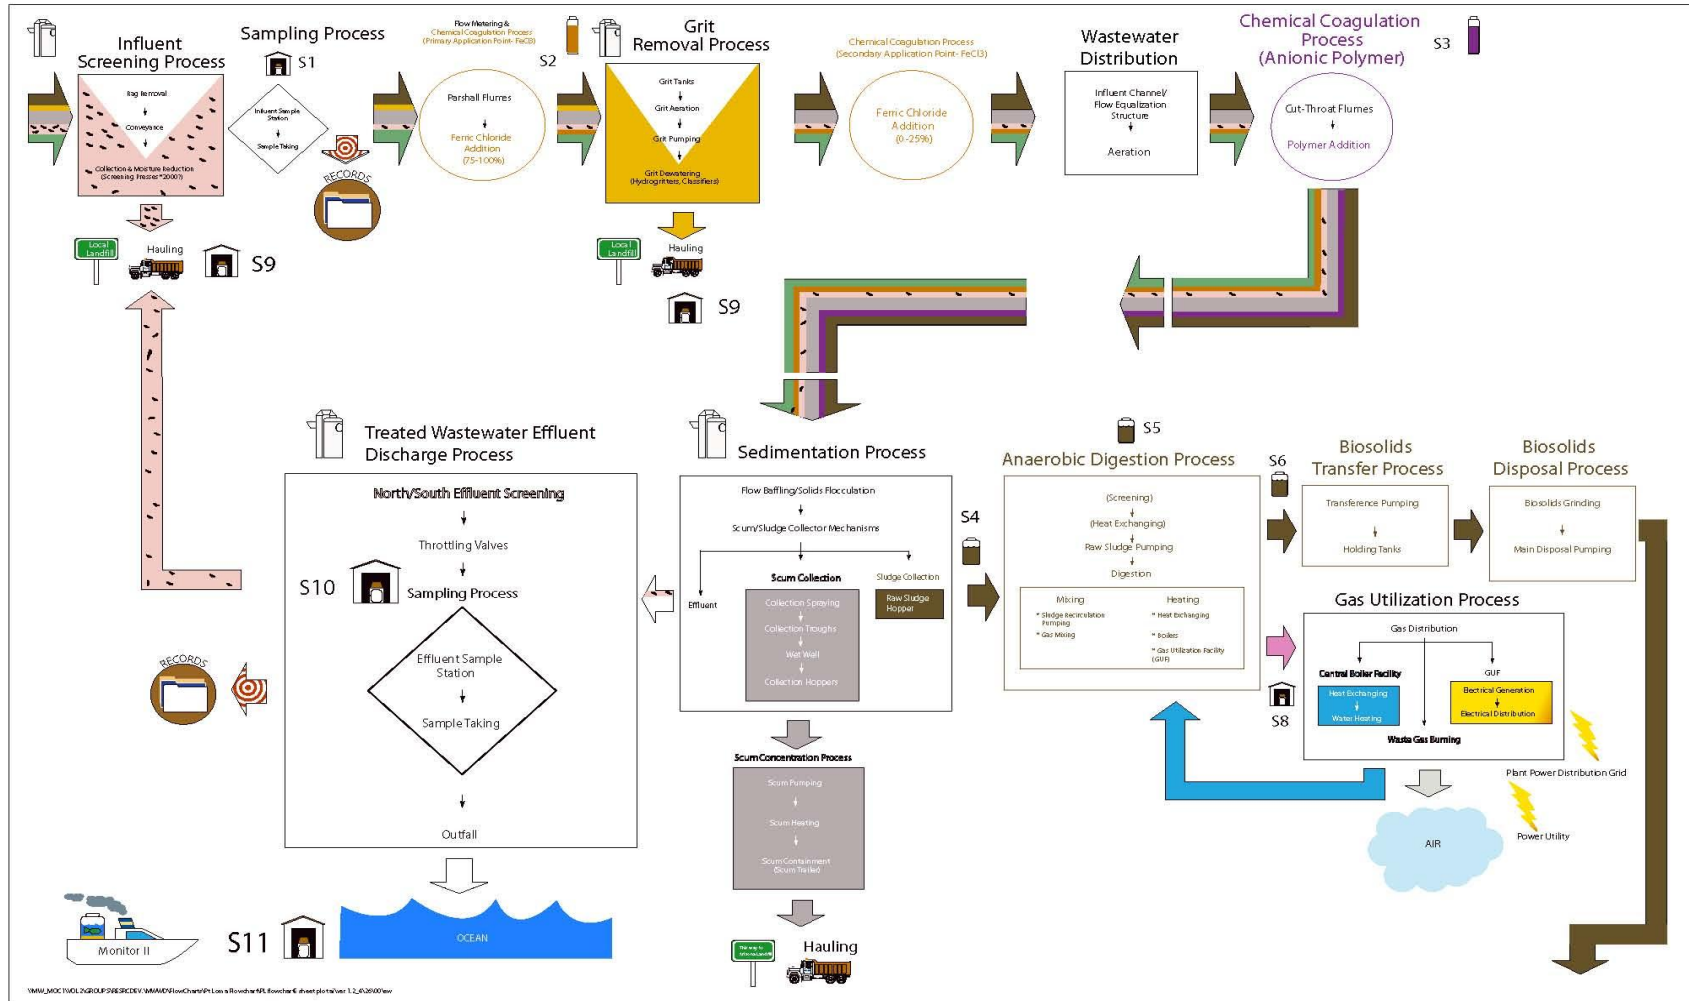 Influent
Screening Process
Rag Removal
Conveyance
Collection & Moisture Reduction
(Screening Presses*2000?)
Local
Landfill
Hauling
S9
Sampling Process
S1
Influent Sample
Station
Sample Taking
RECORDS
Flow Metering &
Chemical Coagulation Process
(Primary Application Point- FeCl3)
S2
Parshall Flumes
Ferric Chloride
Addition
(75-100%)
Grit
Removal Process
Grit Tanks
Grit Aeration
Grit Pumping
Grit Dewatering
(Hydrogritters, Classifiers)
Local
Landfill
Hauling
S9
Chemical Coagulation Process
(Secondary Application Point- FeCl3)
Ferric Chloride
Addition
(0-25%)
Wastewater
Distribution
Influent Channel/
Flow Equalization
Structure
Aeration
Chemical Coagulation
Process
(Anionic Polymer)
S3
Cut-Throat Flumes
Polymer Addition
Treated Wastewater Effluent
Discharge Process
North/South Effluent Screening
Throttling Valves
S10
Sampling Process
Effluent Sample
Station
Sample Taking
Outfall
RECORDS
Monitor II
S11
OCEAN
Sedimentation Process
Flow Baffling/Solids Flocculation
Scum/Sludge Collector Mechanisms
Effluent
Scum Collection
Collection Spraying
Collection Troughs
Wet Well
Collection Hoppers
Sludge Collection
Raw Sludge
Hopper
S4
Scum Concentration Process
Scum Pumping
Scum Heating
Scum Containment
(Scum Trailer)
Hauling
S5
Anaerobic Digestion Process
(Screening)
(Heat Exchanging)
Raw Sludge Pumping
Digestion
Mixing
* Sludge Recirculation
Pumping
* Gas Mixing
Heating
* Heat Exchanging
* Boilers
* Gas Utilization Facility
(GUF)
S6
Biosolids
Transfer Process
Transference Pumping
Holding Tanks
Biosolids
Disposal Process
Biosolids Grinding
Main Disposal Pumping
Gas Utilization Process
S8
Gas Distribution
Central Boiler Facility
Heat Exchanging
Water Heating
GUF
Electrical Generation
Electrical Distribution
Waste Gas Burning
Plant Power Distribution Grid
Power Utility
AIR